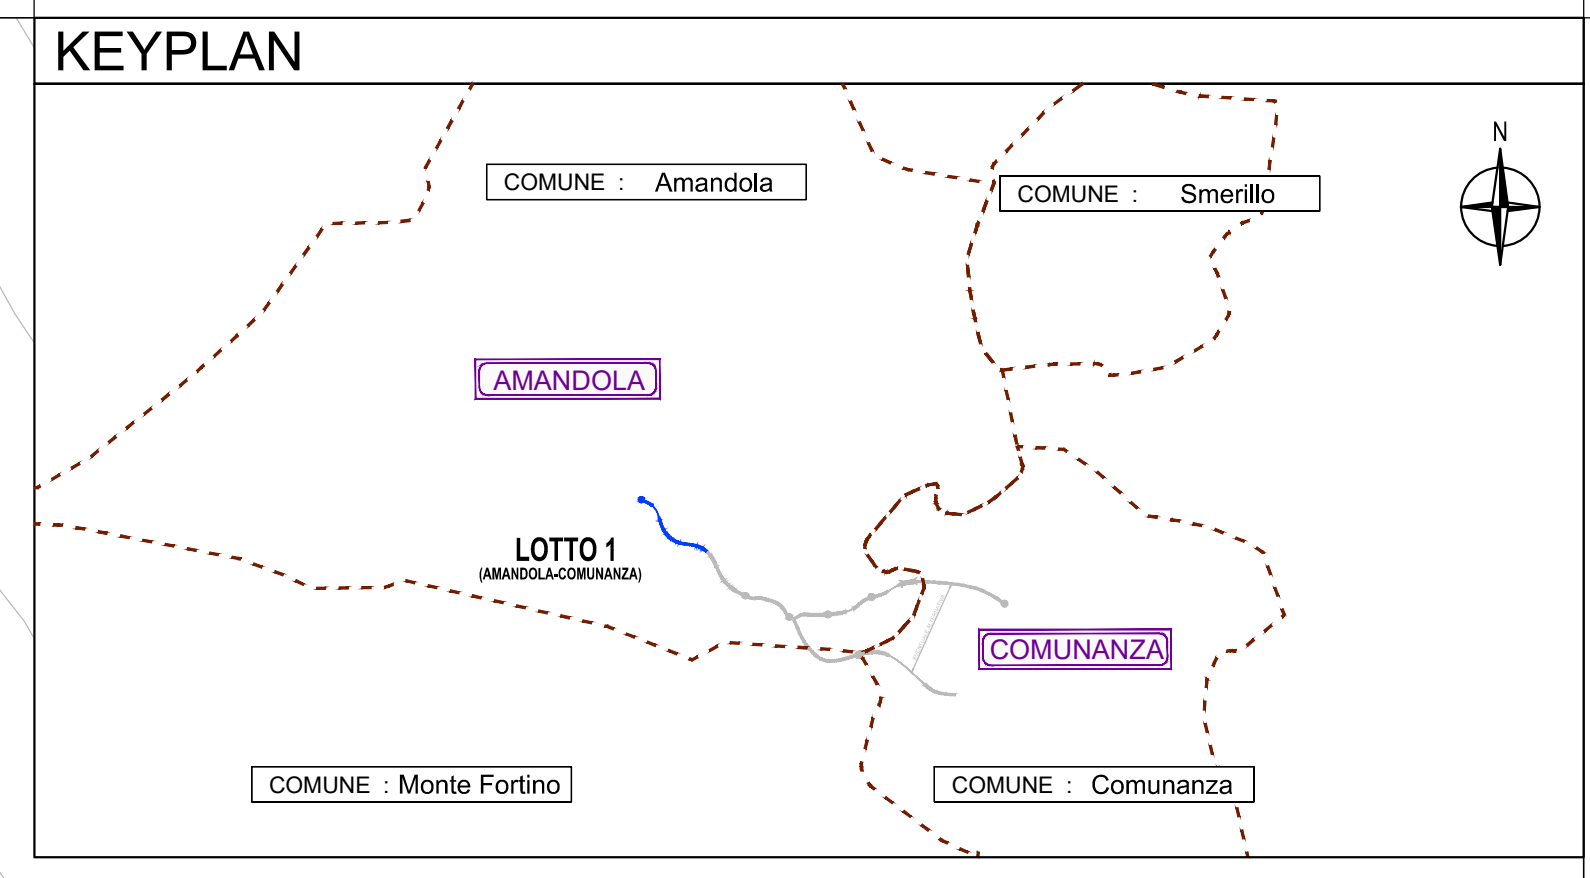 KEYPLAN
N
COMUNE : Amandola
COMUNE : Smerillo
AMANDOLA
LOTTO 1
(AMANDOLA-COMUNANZA)
COMUNANZA
COMUNE : Monte Fortino
COMUNE : Comunanza